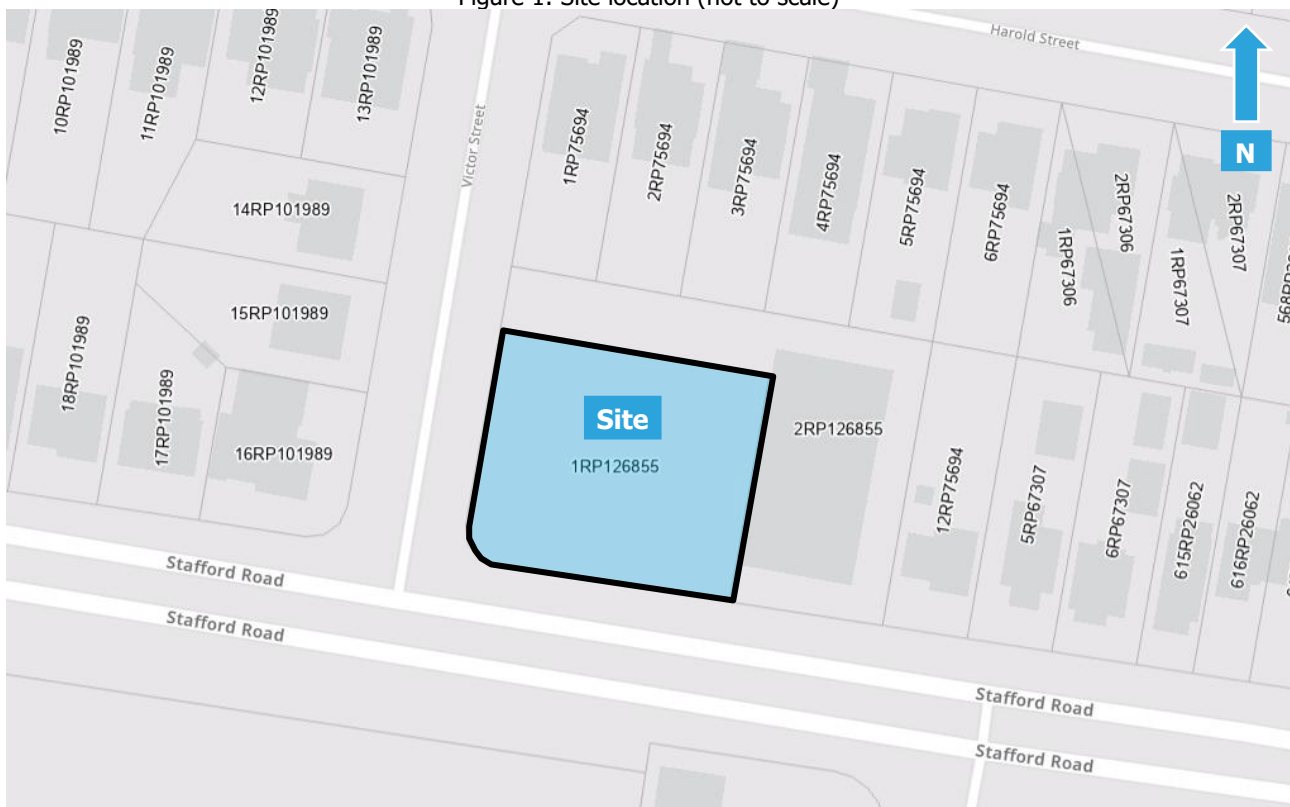 Figure 1: Site location (not to scale)
Harold Street
N
Victor Street
10RP101989
11RP101989
12RP101989
13RP101989
14RP101989
15RP101989
16RP101989
17RP101989
18RP101989
1RP75694
2RP75694
3RP75694
4RP75694
5RP75694
6RP75694
1RP67306
2RP67306
1RP67307
2RP67307
Site
1RP126855
2RP126855
12RP75694
5RP67307
6RP67307
615RP26062
616RP26062
Stafford Road
Stafford Road
Stafford Road
Stafford Road